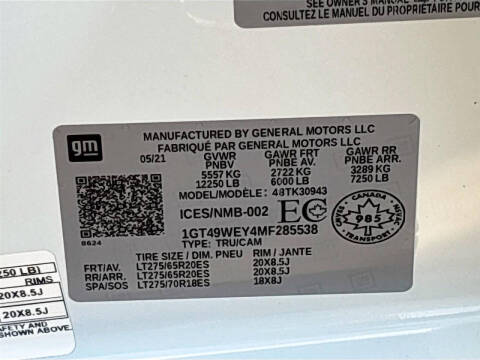 SEE OWNER'S MANUAL
CONSULTEZ LE MANUEL DU PROPRIÉTAIRE POUR
gm
MANUFACTURED BY GENERAL MOTORS LLC
FABRIQUÉ PAR GENERAL MOTORS LLC
05/21 GVWR GAWR FRT GAWR RR
PNBV PNBE AV. PNBE ARR.
5557 KG 2722 KG 3289 KG
12250 LB 6000 LB 7250 LB
MODEL/MODÈLE: 48TK30943
ICES/NMB-002 EC
CANADA
985
TRANSPORT
8624
1GT49WEY4MF285538
TYPE: TRU/CAM
TIRE SIZE / DIM. PNEU RIM / JANTE
FRT/AV. LT275/65R20ES 20X8.5J
RR/ARR. LT275/65R20ES 20X8.5J
SPA/SOS LT275/70R18ES 18X8J
250 LB)
RIMS
20X8.5J
20X8.5J
AFETY AND
SHOWN ABOVE.